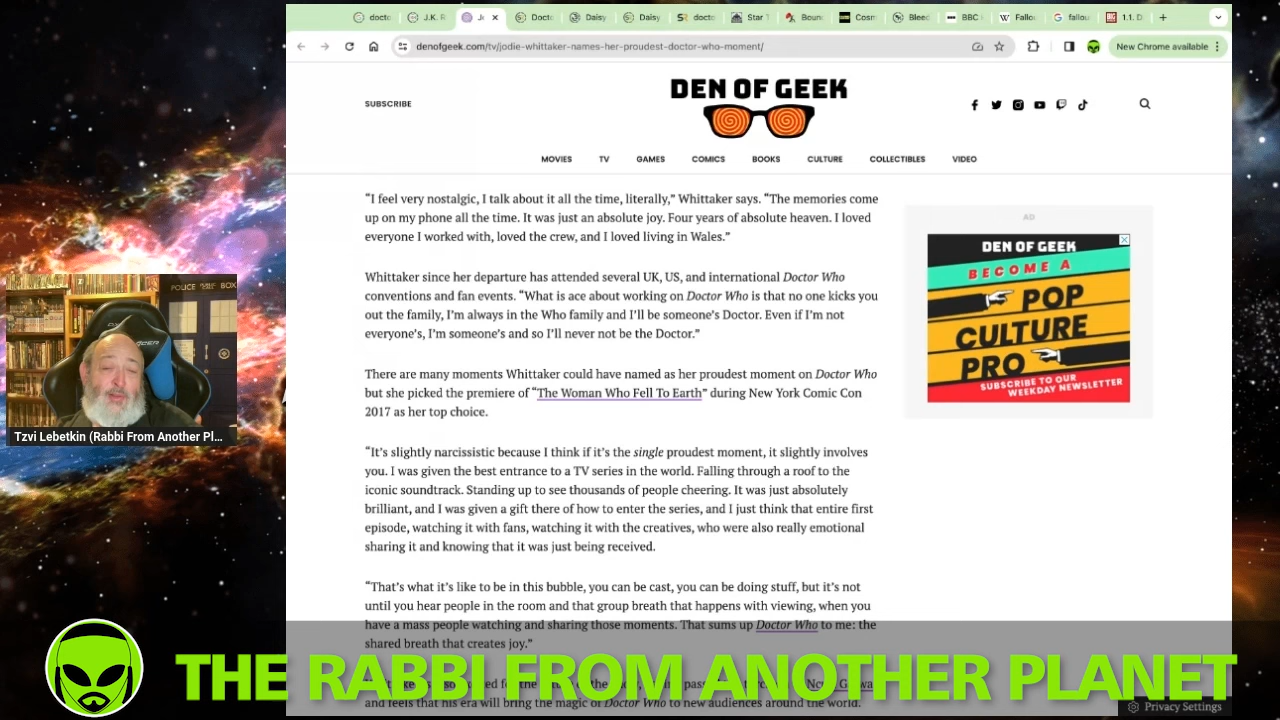 docto
J.K. R
Jo
Docto
Daisy
Daisy
docto
Star T
Boun
Cosm
Bleed
BBC
Fallou
fallou
1.1. D.
denofgeek.com/tv/jodie-whittaker-names-her-proudest-doctor-who-moment/
New Chrome available
SUBSCRIBE
DEN OF GEEK
MOVIES TV GAMES COMICS BOOKS CULTURE COLLECTIBLES VIDEO
“I feel very nostalgic, I talk about it all the time, literally,” Whittaker says. “The memories come
up on my phone all the time. It was just an absolute joy. Four years of absolute heaven. I loved
everyone I worked with, loved the crew, and I loved living in Wales.”
Whittaker since her departure has attended several UK, US, and international Doctor Who
conventions and fan events. “What is ace about working on Doctor Who is that no one kicks you
out the family, I’m always in the Who family and I’ll be someone’s Doctor. Even if I’m not
everyone’s, I’m someone’s and so I’ll never not be the Doctor.”
There are many moments Whittaker could have named as her proudest moment on Doctor Who
but she picked the premiere of “The Woman Who Fell To Earth” during New York Comic Con
2017 as her top choice.
“It’s slightly narcissistic because I think if it’s the single proudest moment, it slightly involves
you. I was given the best entrance to a TV series in the world. Falling through a roof to the
iconic soundtrack. Standing up to see thousands of people cheering. It was just absolutely
brilliant, and I was given a gift there of how to enter the series, and I just think that entire first
episode, watching it with fans, watching it with the creatives, who were also really emotional
sharing it and knowing that it was just being received.
“That’s what it’s like to be in this bubble, you can be cast, you can be doing stuff, but it’s not
until you hear people in the room and that group breath that happens with viewing, when you
have a mass people watching and sharing those moments. That sums up Doctor Who to me: the
shared breath that creates joy.”
and feels that his era will bring the magic of Doctor Who to new audiences around the world.
AD
DEN OF GEEK
BECOME A
POP
CULTURE
PRO
SUBSCRIBE TO OUR
WEEKDAY NEWSLETTER
POLICE BOX
Tzvi Lebetkin (Rabbi From Another Pl...
THE RABBI FROM ANOTHER PLANET
Privacy Settings